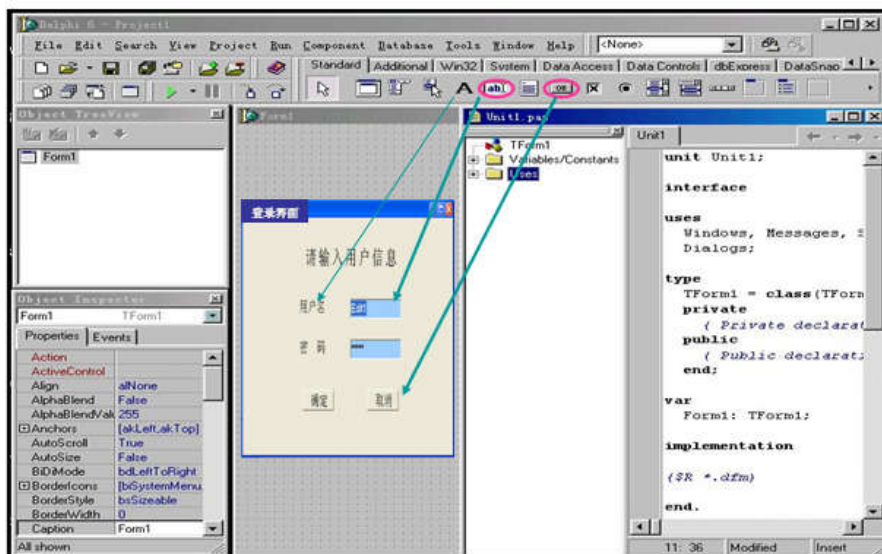 Delphi 6 - Project1
File Edit Search View Project Run Component Database Tools Window Help <None>
Standard Additional Win32 System Data Access Data Controls dbExpress DataSnap
A ab OK
Object TreeView
Form1
Object Inspector
Form1 TForm1
Properties Events
Action
ActiveControl
Align alNone
AlphaBlend False
AlphaBlendVal 255
Anchors [akLeft,akTop]
AutoScroll True
AutoSize False
BiDiMode bdLeftToRight
BorderIcons [biSystemMenu,
BorderStyle bsSizeable
BorderWidth 0
Caption Form1
All shown
Form1
登录界面
请输入用户信息
用户名 Edit
密 码 ****
确定 取消
Unit1.pas
TForm1
Variables/Constants
Uses
Unit1
unit Unit1;
interface
uses
Windows, Messages,
Dialogs;
type
TForm1 = class(TForm
private
{ Private declarat
public
{ Public declarati
end;
var
Form1: TForm1;
implementation
{$R *.dfm}
end.
11: 36 Modified Insert